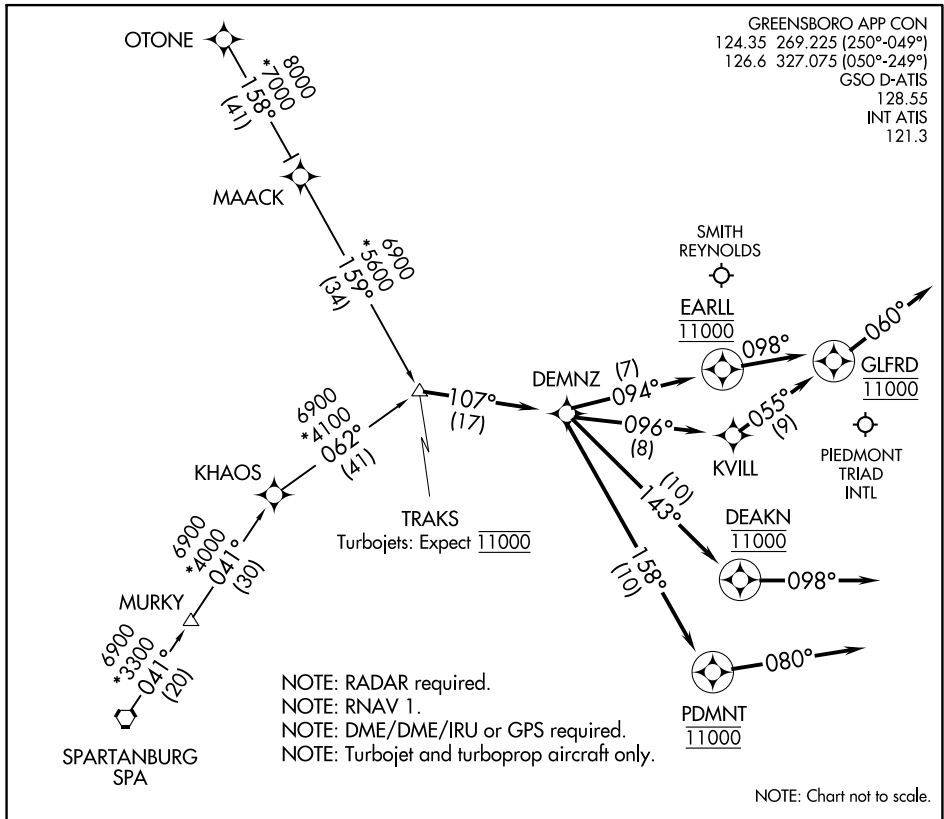 GREENSBORO APP CON
124.35 269.225 (250°-049°)
126.6 327.075 (050°-249°)
GSO D-ATIS
128.55
INT ATIS
121.3
OTONE
8000
*7000
158°
(41)
MAACK
6900
*5600
159°
(34)
SMITH
REYNOLDS
EARLL
11000
098°
060°
GLFRD
11000
DEMNZ
(7)
094°
107°
(17)
096°
(8)
055°
(9)
KVILL
PIEDMONT
TRIAD
INTL
6900
*4100
062°
(41)
KHAOS
TRAKS
Turbojets: Expect 11000
(10)
143°
DEAKN
11000
098°
158°
(10)
6900
*4000
041°
(30)
MURKY
6900
*3300
041°
(20)
SPARTANBURG
SPA
080°
PDMNT
11000
NOTE: RADAR required.
NOTE: RNAV 1.
NOTE: DME/DME/IRU or GPS required.
NOTE: Turbojet and turboprop aircraft only.
NOTE: Chart not to scale.